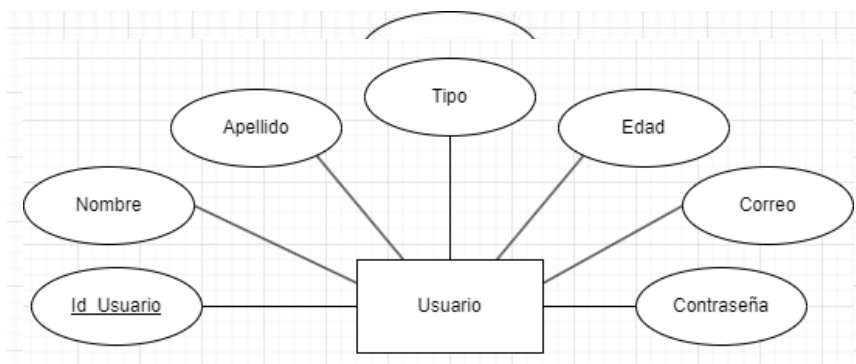 Tipo
Apellido
Edad
Nombre
Correo
Id_Usuario
Usuario
Contraseña